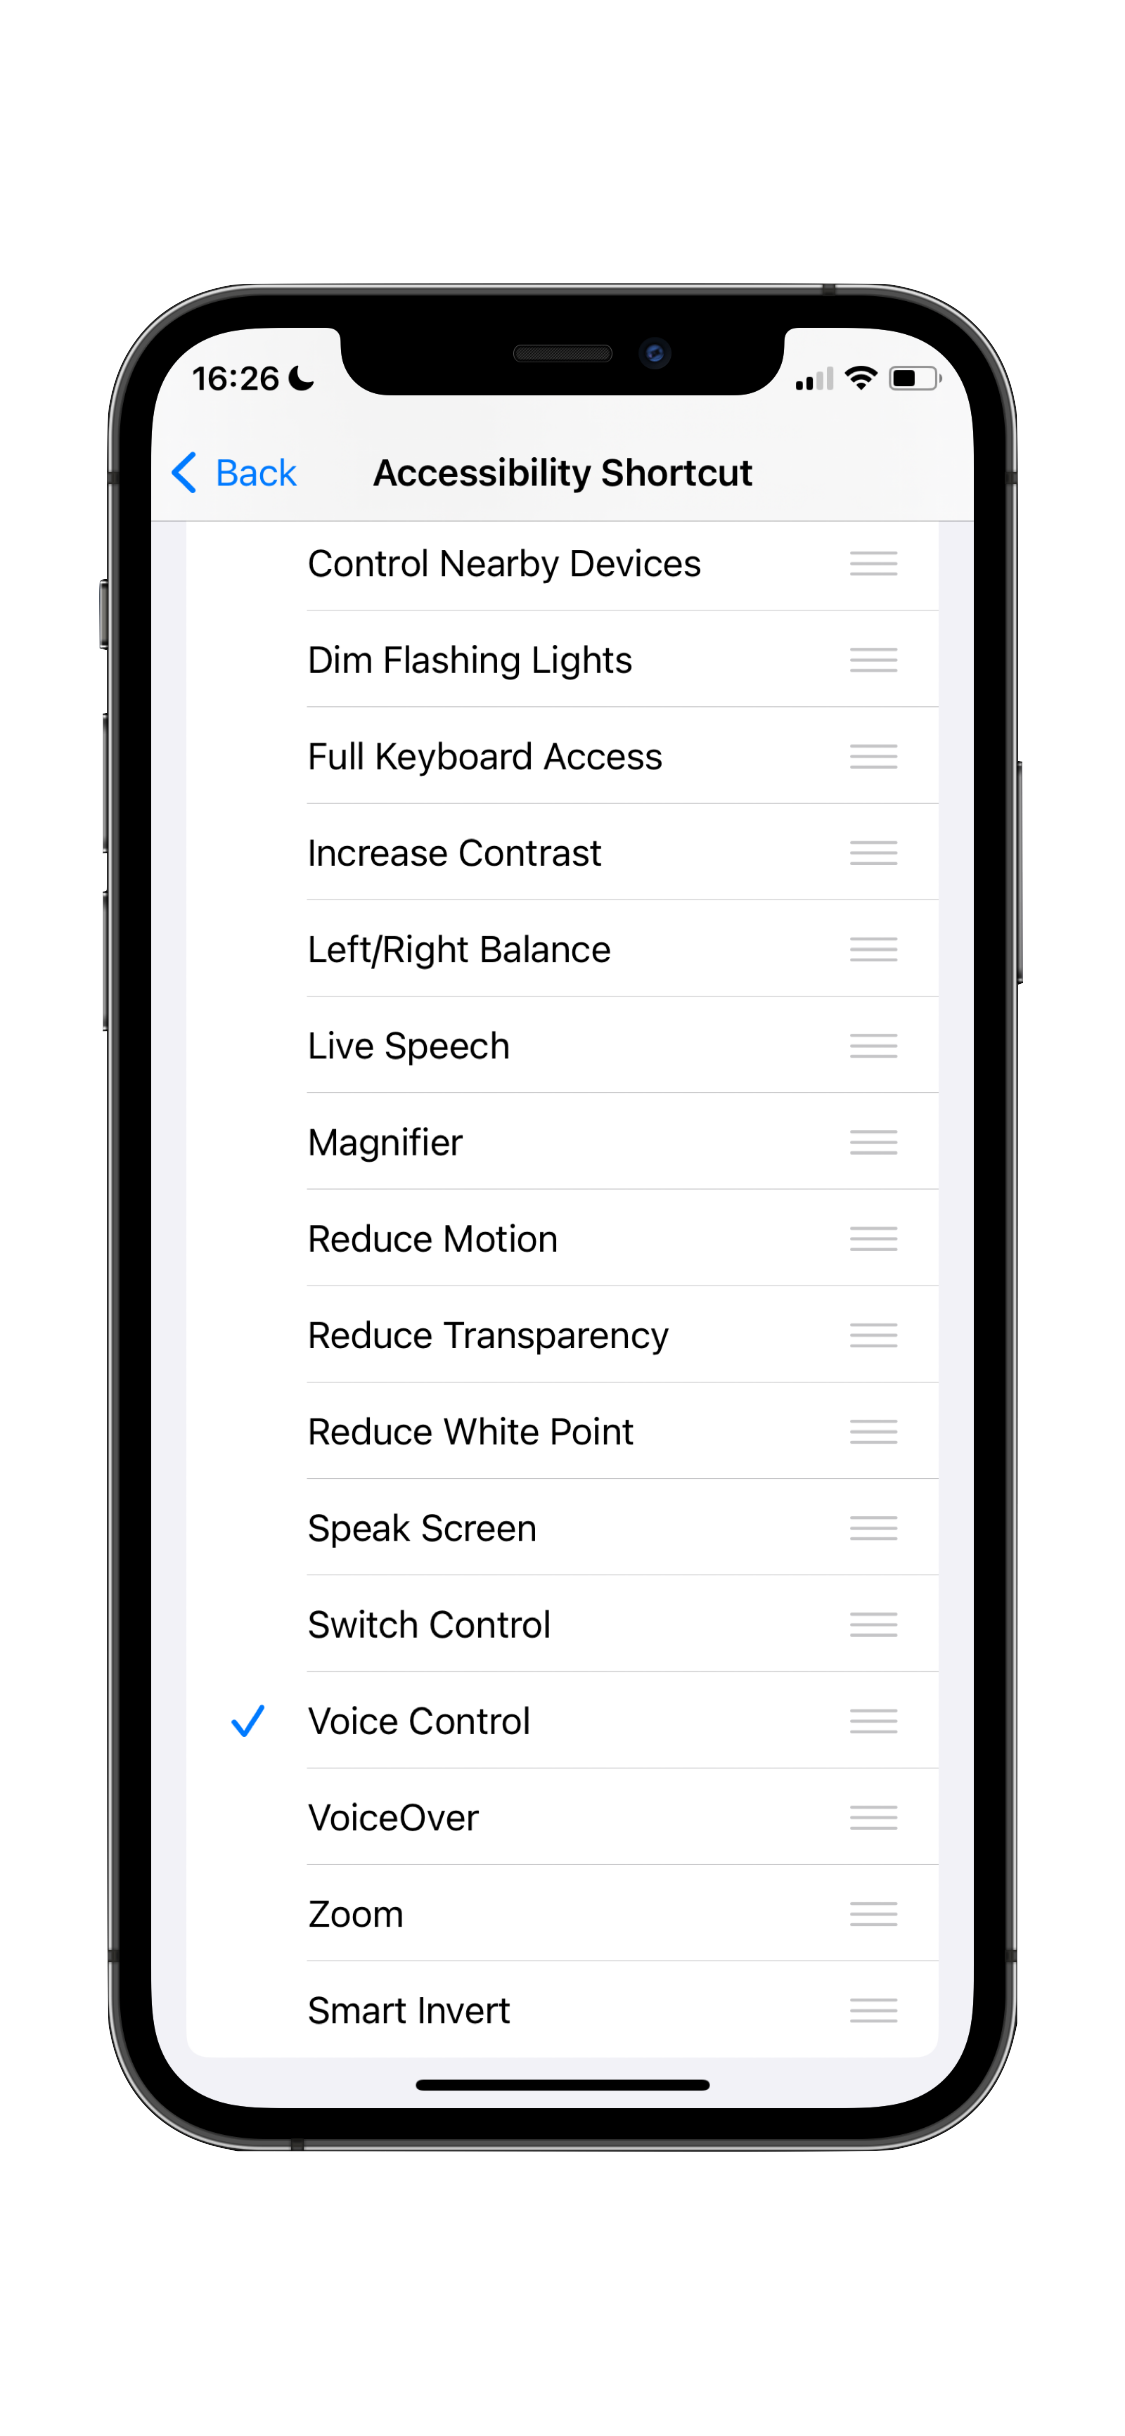 16:26
Back
Accessibility Shortcut
Control Nearby Devices
Dim Flashing Lights
Full Keyboard Access
Increase Contrast
Left/Right Balance
Live Speech
Magnifier
Reduce Motion
Reduce Transparency
Reduce White Point
Speak Screen
Switch Control
Voice Control
VoiceOver
Zoom
Smart Invert